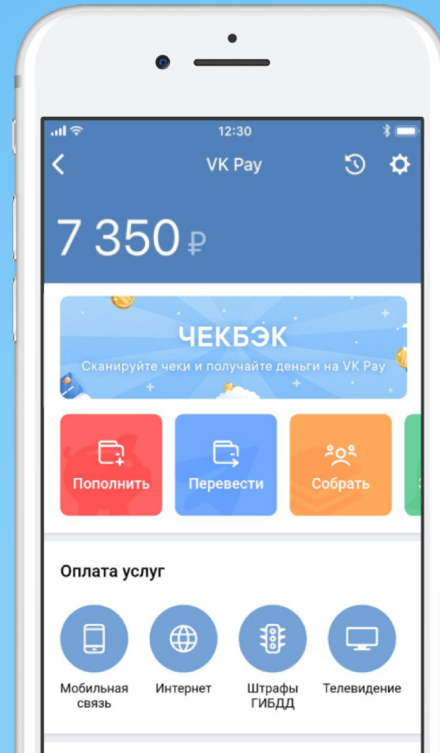 12:30
VK Pay
7 350 ₽
ЧЕКБЭК
Сканируйте чеки и получайте деньги на VK Pay
Пополнить
Перевести
Собрать
Оплата услуг
Мобильная
связь
Интернет
Штрафы
ГИБДД
Телевидение